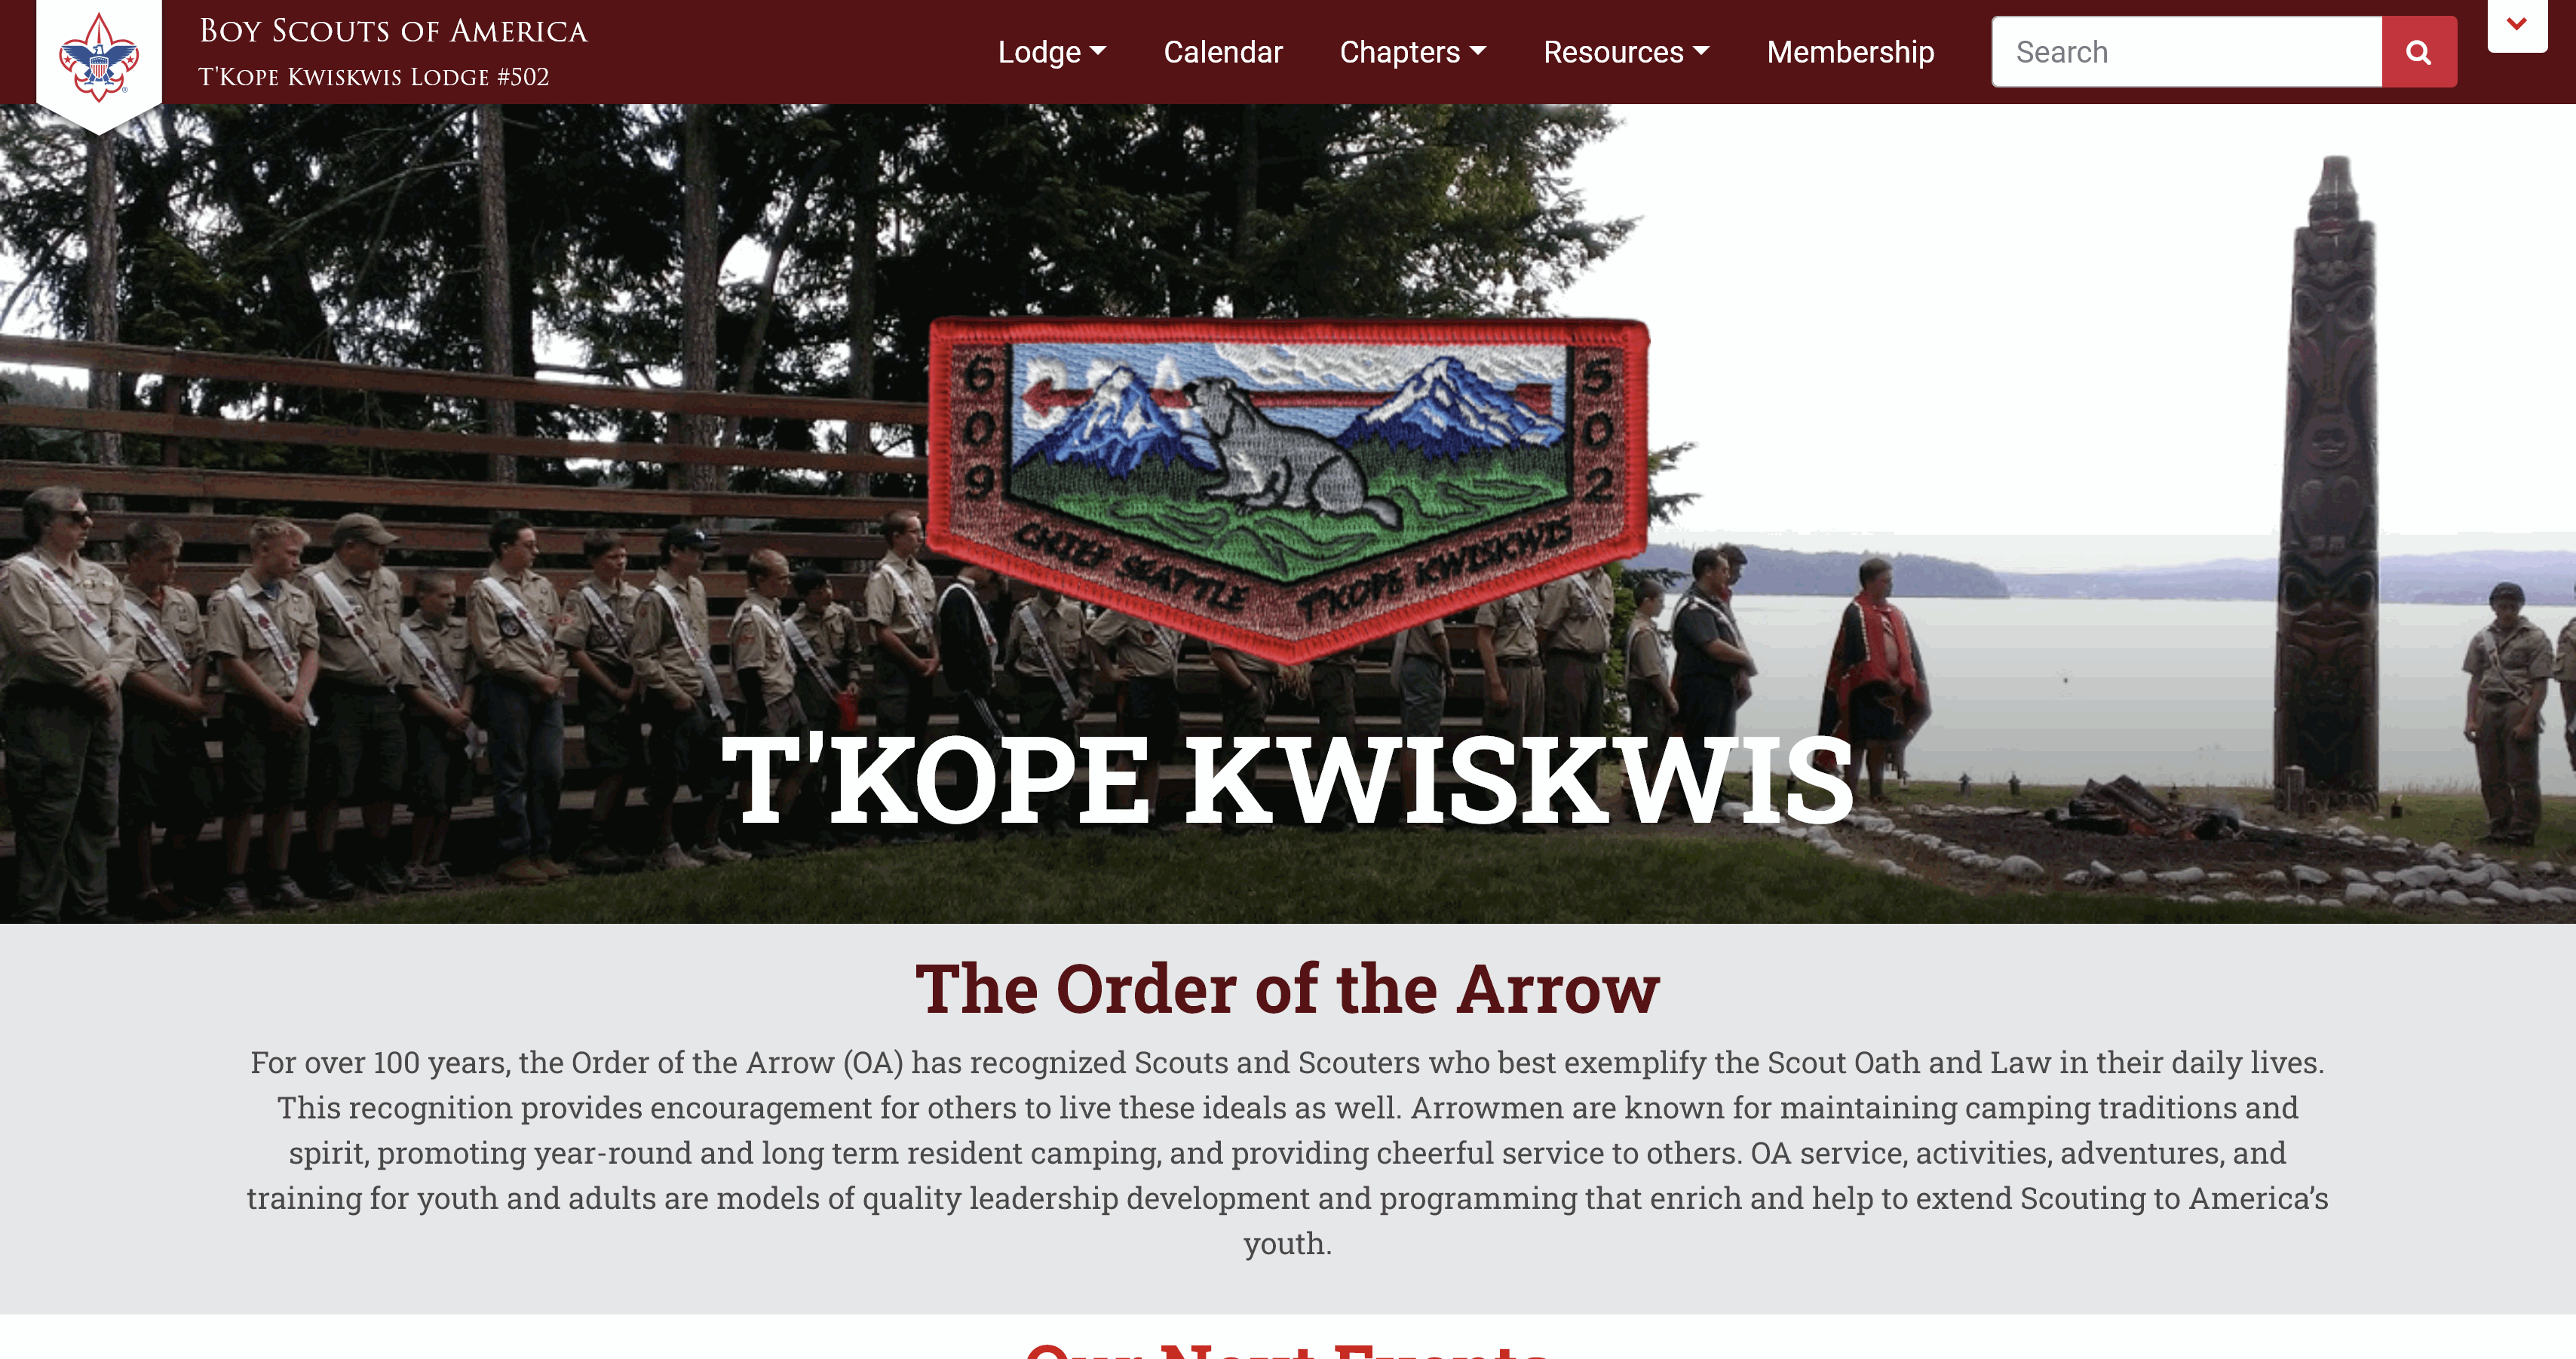 BOY SCOUTS OF AMERICA
T'KOPE KWISKWIS LODGE #502
Lodge
Calendar
Chapters
Resources
Membership
Search
609
502
CHIEF SEATTLE T'KOPE KWISKWIS
T'KOPE KWISKWIS
The Order of the Arrow
For over 100 years, the Order of the Arrow (OA) has recognized Scouts and Scouters who best exemplify the Scout Oath and Law in their daily lives.
This recognition provides encouragement for others to live these ideals as well. Arrowmen are known for maintaining camping traditions and
spirit, promoting year-round and long term resident camping, and providing cheerful service to others. OA service, activities, adventures, and
training for youth and adults are models of quality leadership development and programming that enrich and help to extend Scouting to America’s
youth.
Our Next Events